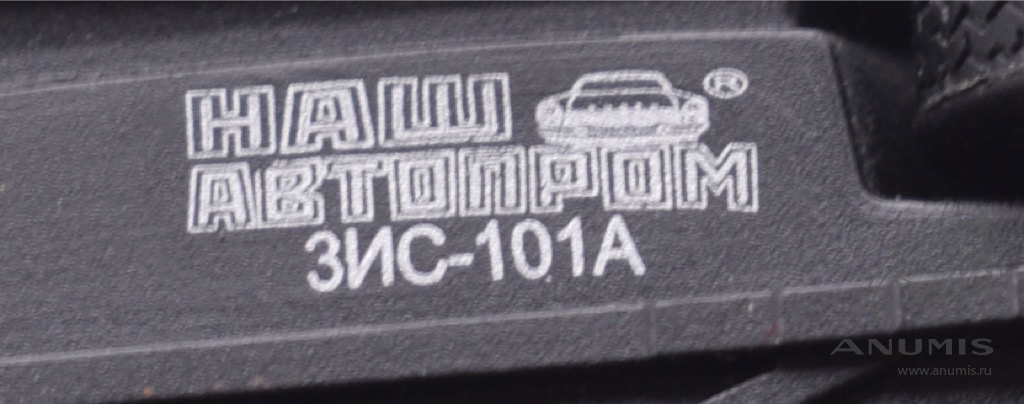 НАШ ®
АВТОПРОМ
ЗИС-101А
ANUMIS
www.anumis.ru